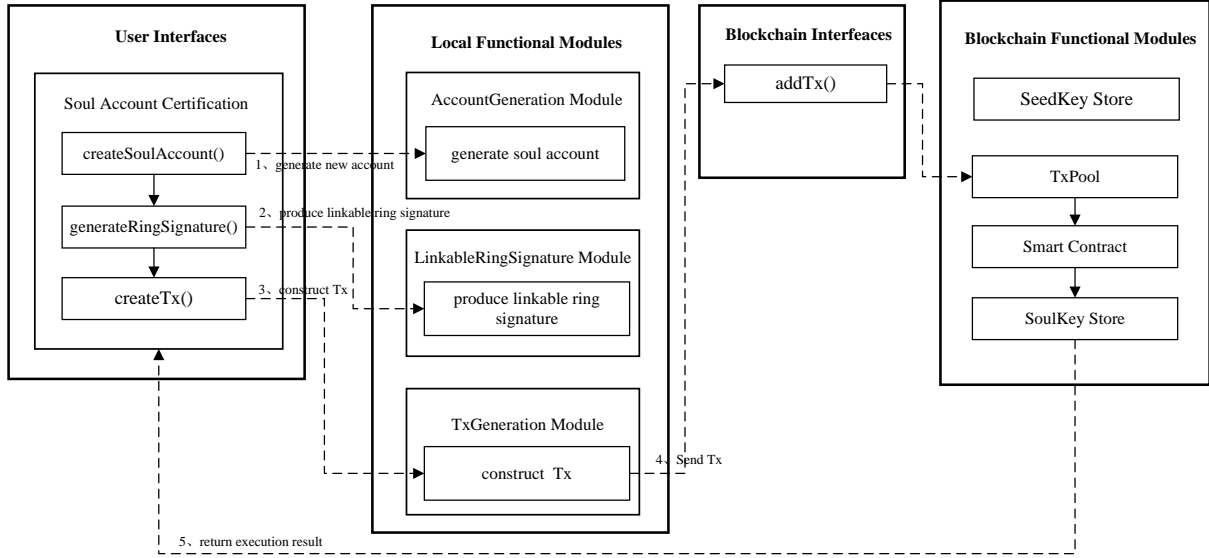 User Interfaces
Soul Account Certification
createSoulAccount()
generateRingSignature()
createTx()
1、generate new account
2、produce linkable ring signature
3、construct Tx
Local Functional Modules
AccountGeneration Module
generate soul account
LinkableRingSignature Module
produce linkable ring
signature
TxGeneration Module
construct Tx
4、Send Tx
Blockchain Interfeaces
addTx()
Blockchain Functional Modules
SeedKey Store
TxPool
Smart Contract
SoulKey Store
5、return execution result